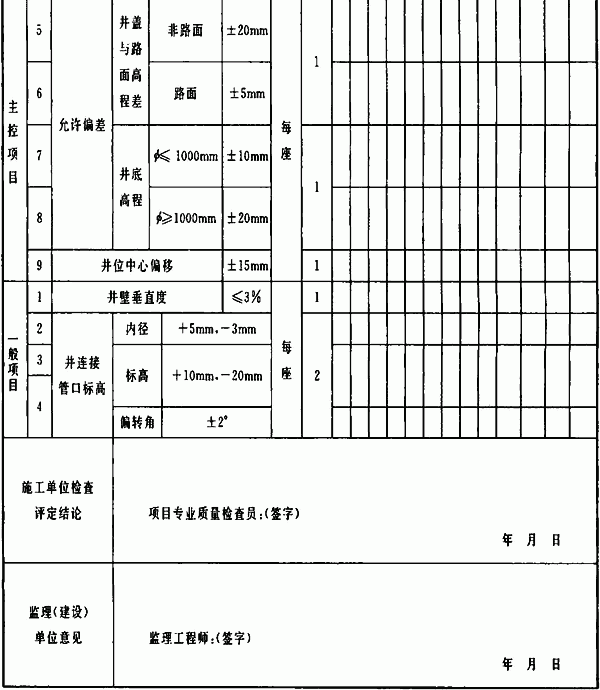 主控项目
5
允许偏差
井盖与路面高程差
非路面
±20mm
每座
1
6
路面
±5mm
7
井底高程
φ≤ 1000mm
±10mm
1
8
φ≥1000mm
±20mm
9
井位中心偏移
±15mm
1
一般项目
1
井壁垂直度
≤3%
每座
1
2
井连接管口标高
内径
+5mm,-3mm
2
3
标高
+10mm,-20mm
4
偏转角
±2°
施工单位检查
评定结论
项目专业质量检查员:(签字)
年 月 日
监理(建设)
单位意见
监理工程师:(签字)
年 月 日